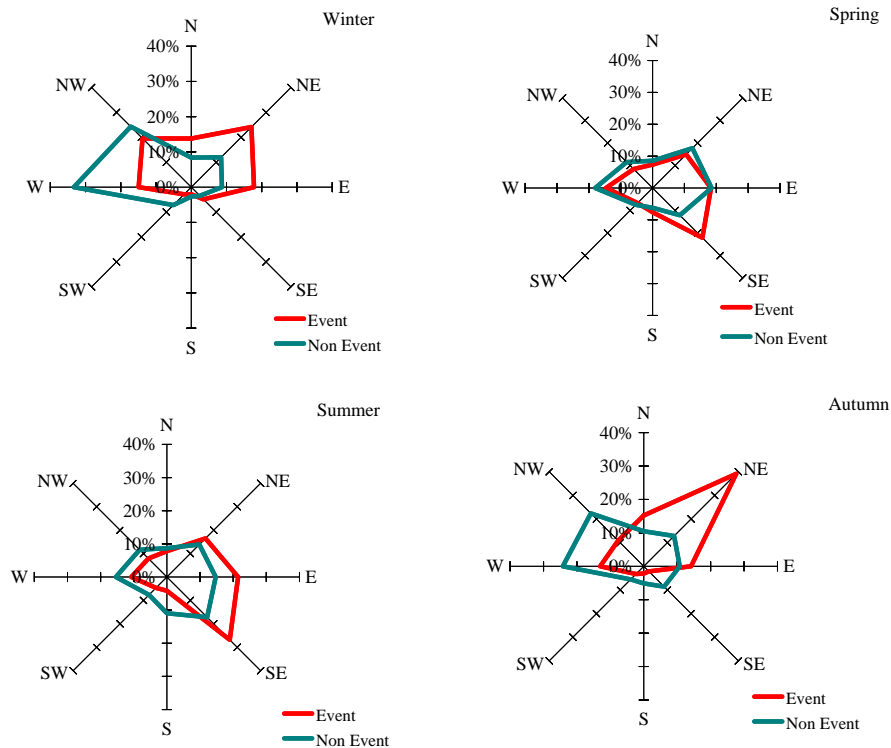 Winter
N
40%
30%
20%
10%
0%
NW
NE
W
E
SW
SE
S
Event
Non Event
Spring
N
40%
30%
20%
10%
0%
NW
NE
W
E
SW
SE
S
Event
Non Event
Summer
N
40%
30%
20%
10%
0%
NW
NE
W
E
SW
SE
S
Event
Non Event
Autumn
N
40%
30%
20%
10%
0%
NW
NE
W
E
SW
SE
S
Event
Non Event